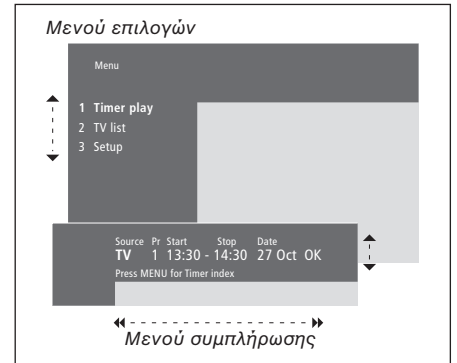 Μενού επιλογών
Menu
1 Timer play
2 TV list
3 Setup
Source Pr Start Stop Date
TV 1 13:30 - 14:30 27 Oct OK
Press MENU for Timer index
Μενού συμπλήρωσης